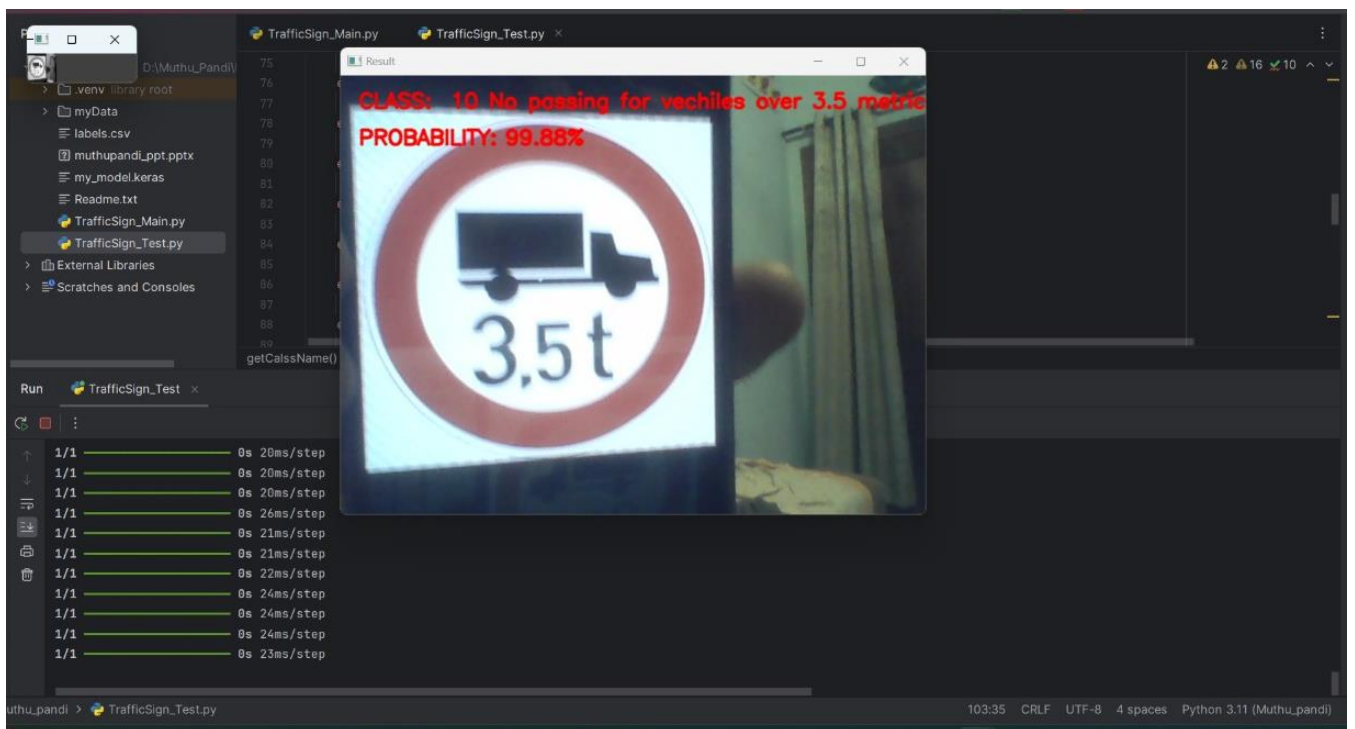 TrafficSign_Main.py
TrafficSign_Test.py
D:\Muthu_Pandi\
.venv library root
myData
labels.csv
muthupandi_ppt.pptx
my_model.keras
Readme.txt
TrafficSign_Main.py
TrafficSign_Test.py
External Libraries
Scratches and Consoles
75
76
77
78
79
80
81
82
83
84
85
86
87
88
89
getCalssName()
2 16 10
Result
CLASS: 10 No passing for vechiles over 3.5 metric
PROBABILITY: 99.88%
3,5t
Run TrafficSign_Test
1/1 0s 20ms/step
1/1 0s 20ms/step
1/1 0s 20ms/step
1/1 0s 26ms/step
1/1 0s 21ms/step
1/1 0s 21ms/step
1/1 0s 22ms/step
1/1 0s 24ms/step
1/1 0s 24ms/step
1/1 0s 24ms/step
1/1 0s 23ms/step
uthu_pandi > TrafficSign_Test.py
103:35 CRLF UTF-8 4 spaces Python 3.11 (Muthu_pandi)